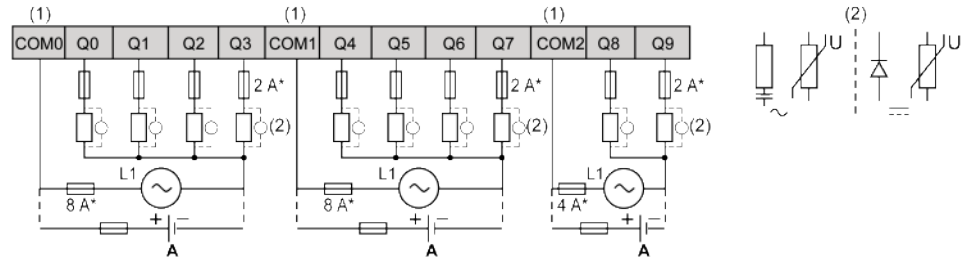 (1) (1) (1) (2)
COM0 Q0 Q1 Q2 Q3 COM1 Q4 Q5 Q6 Q7 COM2 Q8 Q9
U U
2 A* 2 A* 2 A*
(2) (2) (2)
L1 L1 L1
8 A* 8 A* 4 A*
+ − + − + −
A A A